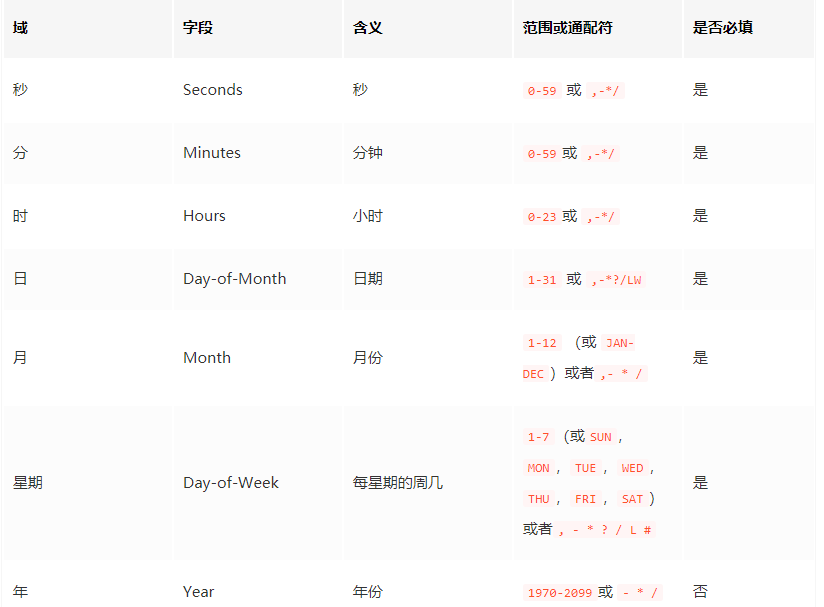 域 字段 含义 范围或通配符 是否必填
秒 Seconds 秒 0-59 或 ,-*/ 是
分 Minutes 分钟 0-59 或 ,-*/ 是
时 Hours 小时 0-23 或 ,-*/ 是
日 Day-of-Month 日期 1-31 或 ,-*?/LW 是
月 Month 月份 1-12 （或 JAN-
DEC ）或者 ,- * / 是
星期 Day-of-Week 每星期的周几 1-7 （或 SUN ,
MON , TUE , WED ,
THU , FRI , SAT ）
或者 , - * ? / L # 是
年 Year 年份 1970-2099 或 - * / 否